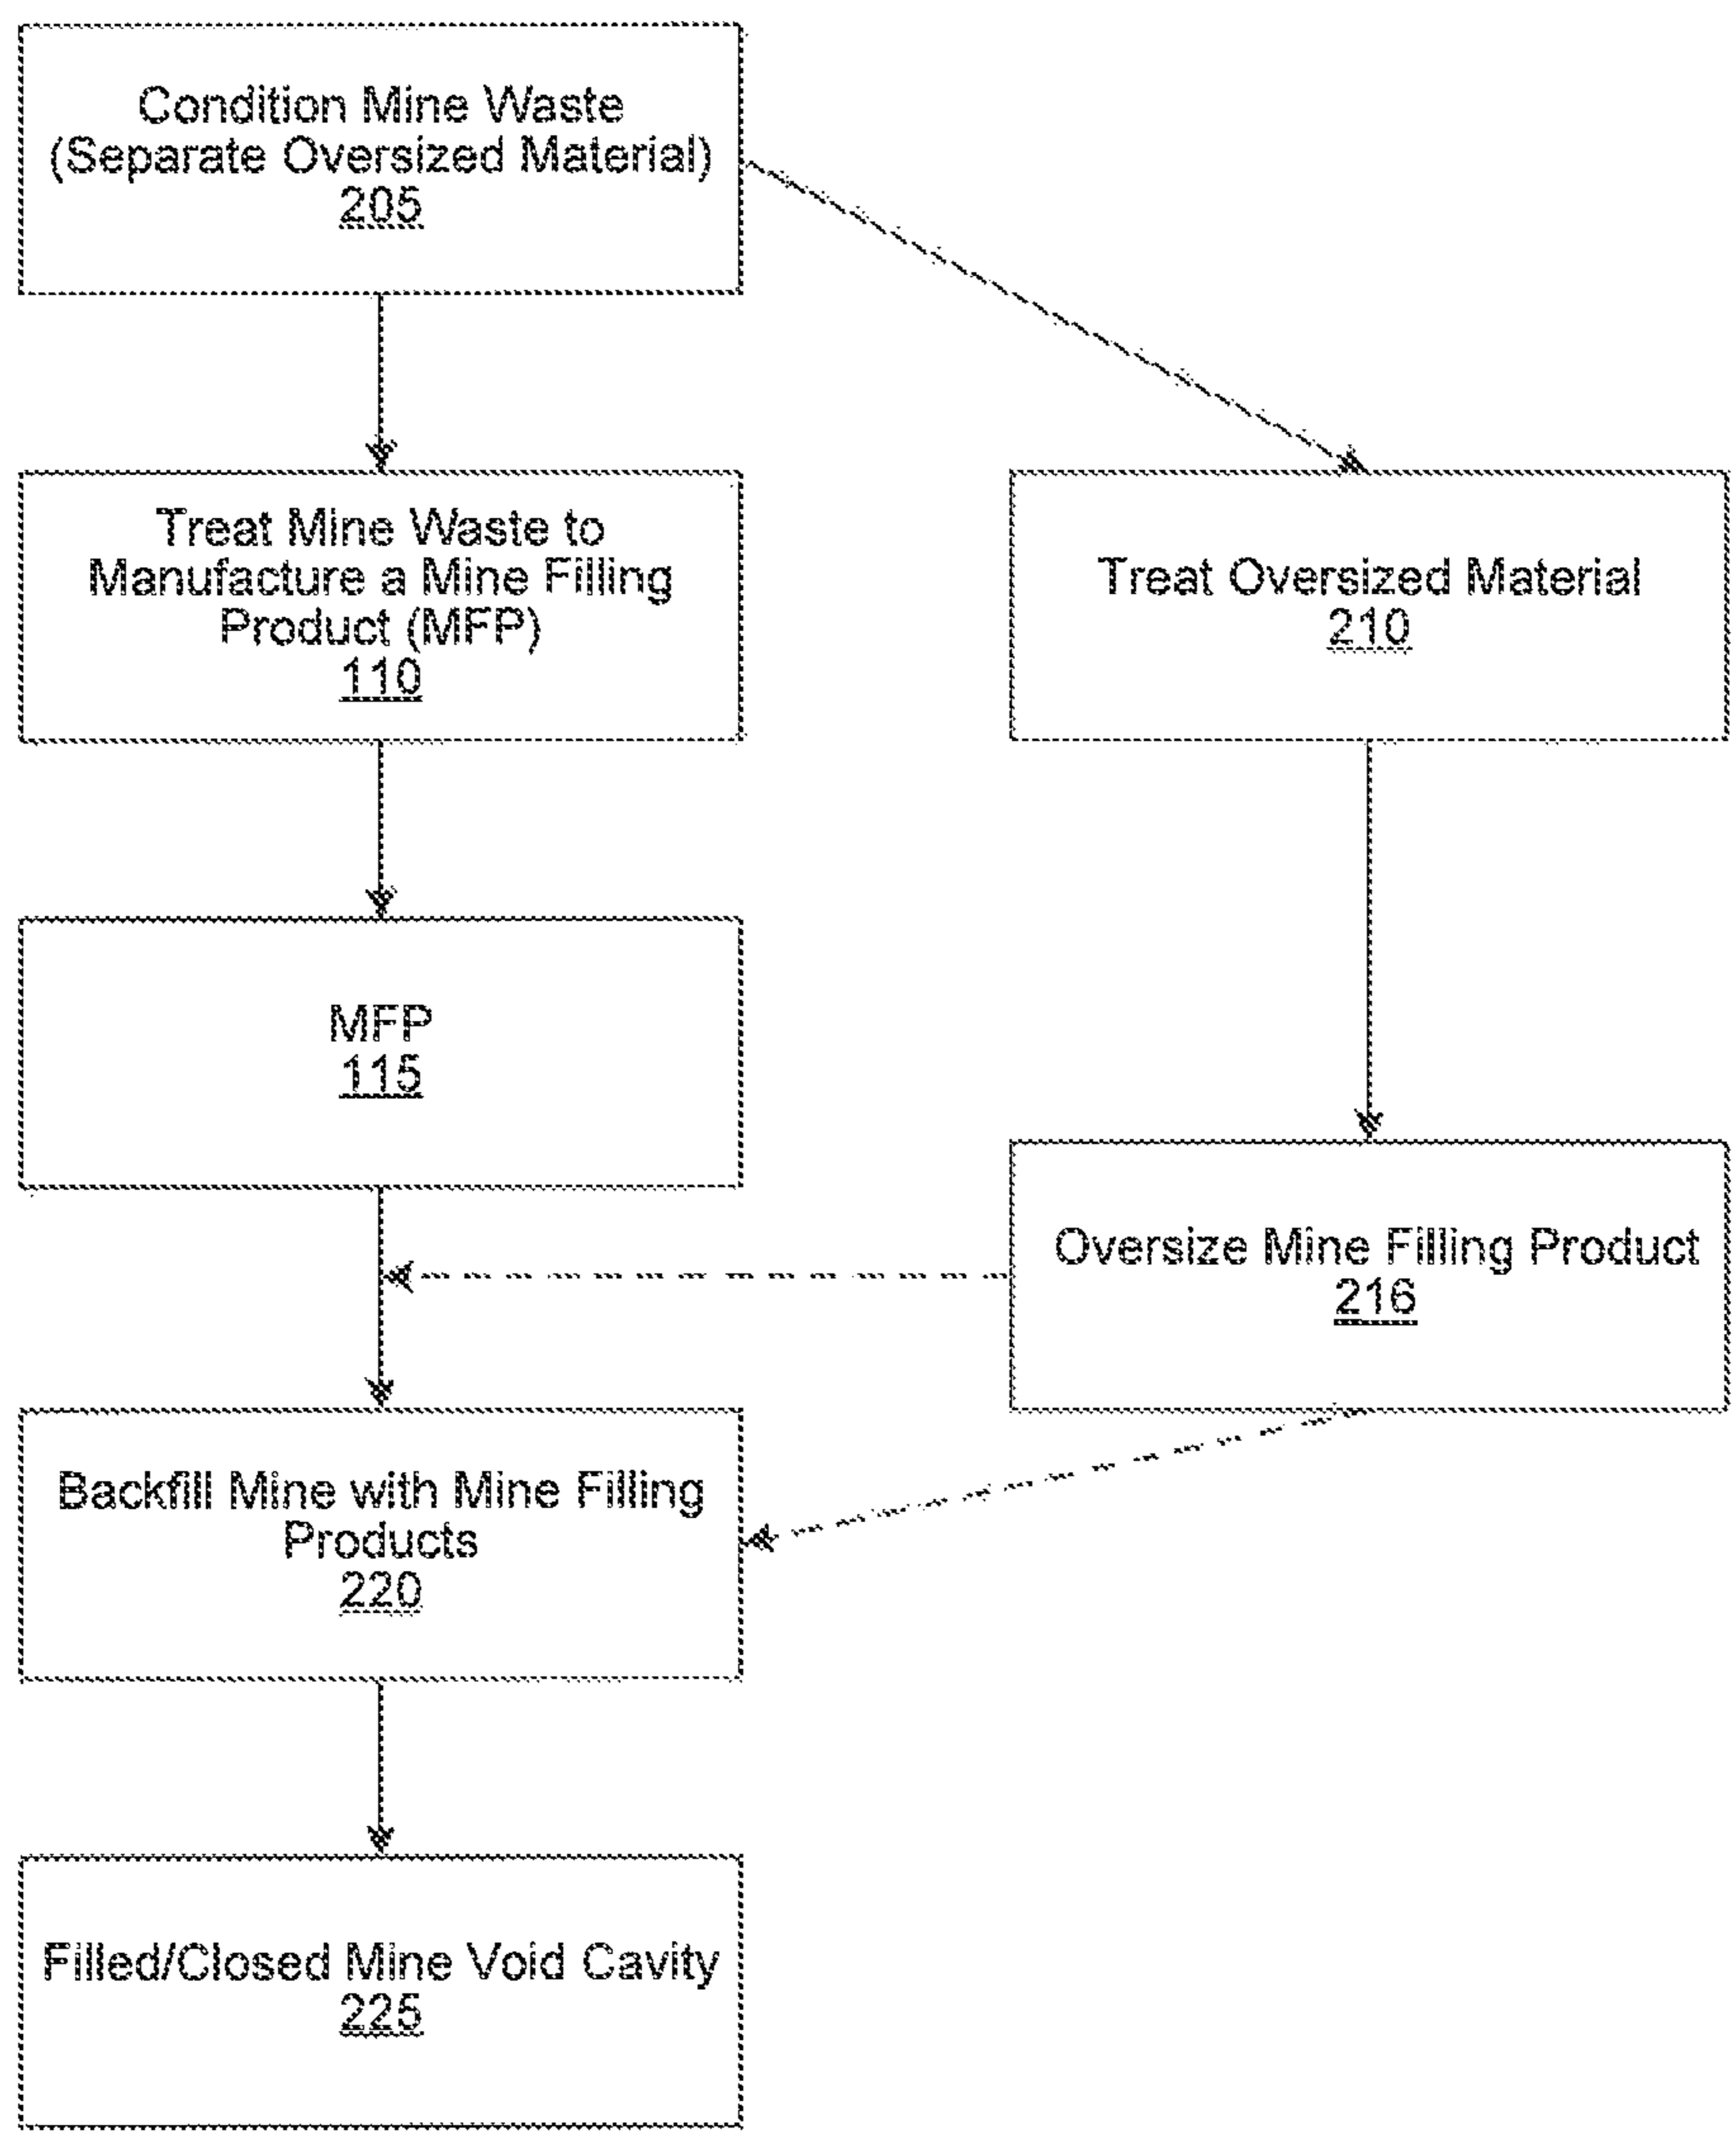 Condition Mine Waste
(Separate Oversized Material)
205
Treat Mine Waste to
Manufacture a Mine Filling
Product (MFP)
110
Treat Oversized Material
210
MFP
115
Oversize Mine Filling Product
216
Backfill Mine with Mine Filling
Products
220
Filled/Closed Mine Void Cavity
225